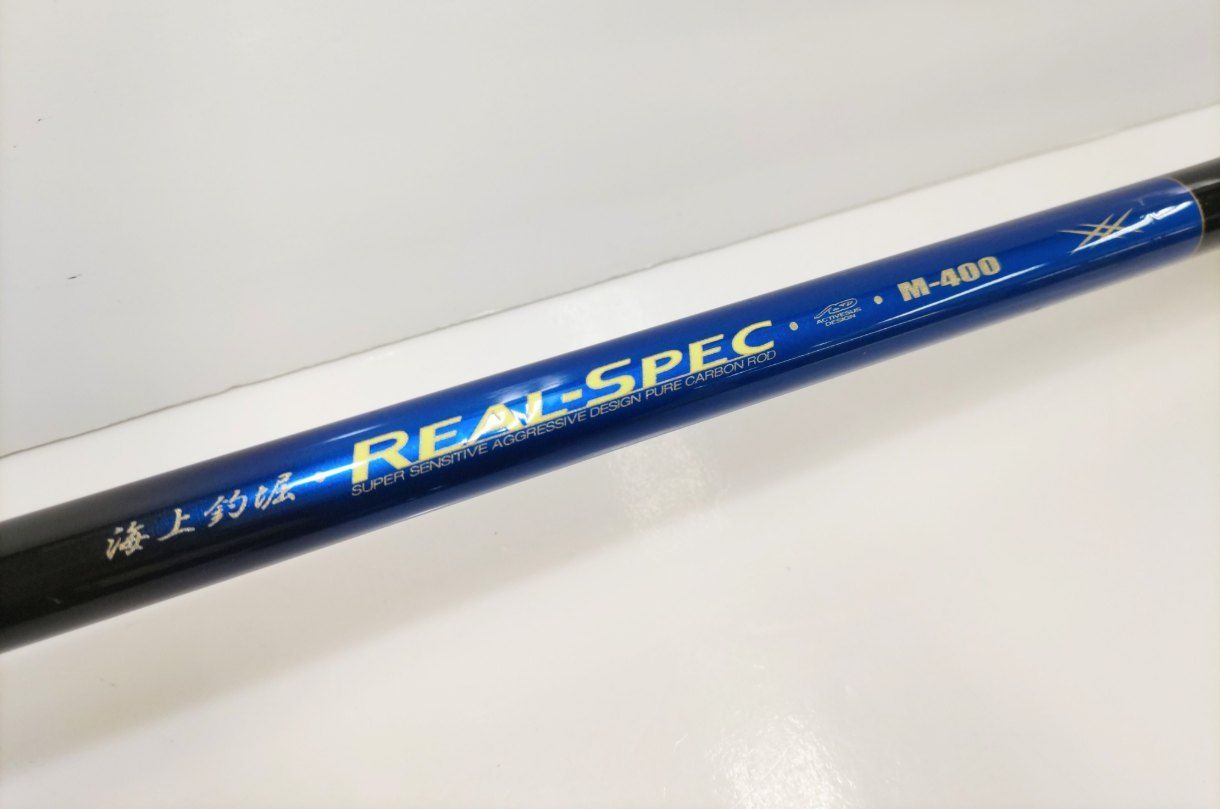 海上釣堀・REAL-SPEC・ACTIVESUS DESIGN・M-400
SUPER SENSITIVE AGGRESSIVE DESIGN PURE CARBON ROD